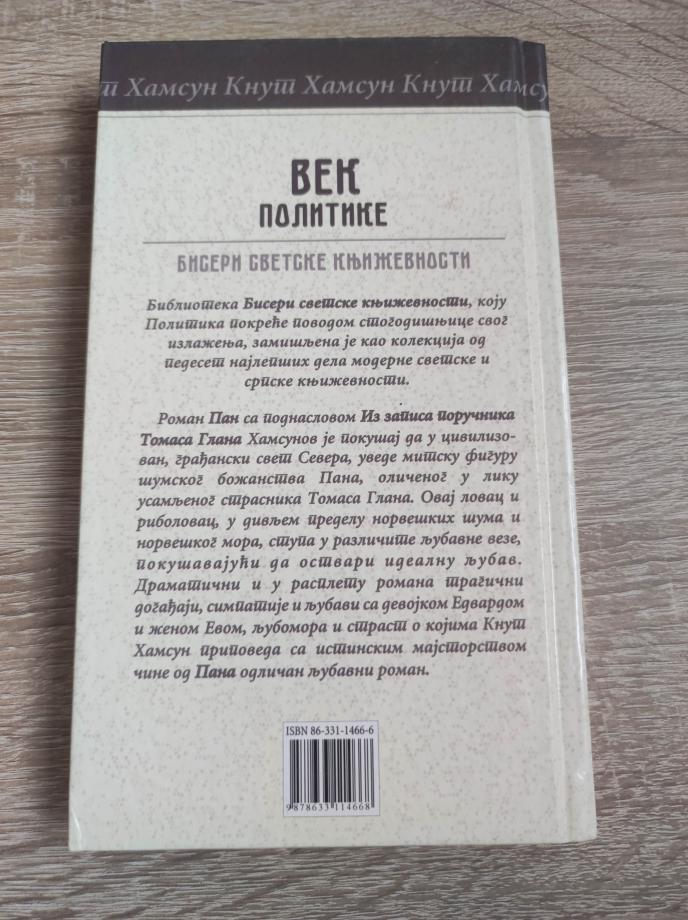 т Хамсун Кнут Хамсун Кнут Хамсун
ВЕК
ПОЛИТИКЕ
БИСЕРИ СВЕТСКЕ КЊИЖЕВНОСТИ
Библиотека Бисери светске књижевности, коју
Политика покреће поводом стогодишњице свог
излажења, замишљена је као колекција од
педесет најлепших дела модерне светске и
српске књижевности.
Роман Пан са поднасловом Из записа поручника
Томаса Глана Хамсунов је покушај да у цивилизо-
ван, грађански свет Севера, уведе митску фигуру
шумског божанства Пана, оличеног у лику
усамљеног страсника Томаса Глана. Овај ловац и
риболовац, у дивљем пределу норвешких шума и
норвешког мора, ступа у различите љубавне везе,
покушавајући да оствари идеалну љубав.
Драматични и у расплету романа трагични
догађаји, симпатије и љубави са девојком Едвардом
и женом Евом, љубомора и страст о којима Кнут
Хамсун приповеда са истинским мајсторством
чине од Пана одличан љубавни роман.
ISBN 86-331-1466-6
9 788633 114668